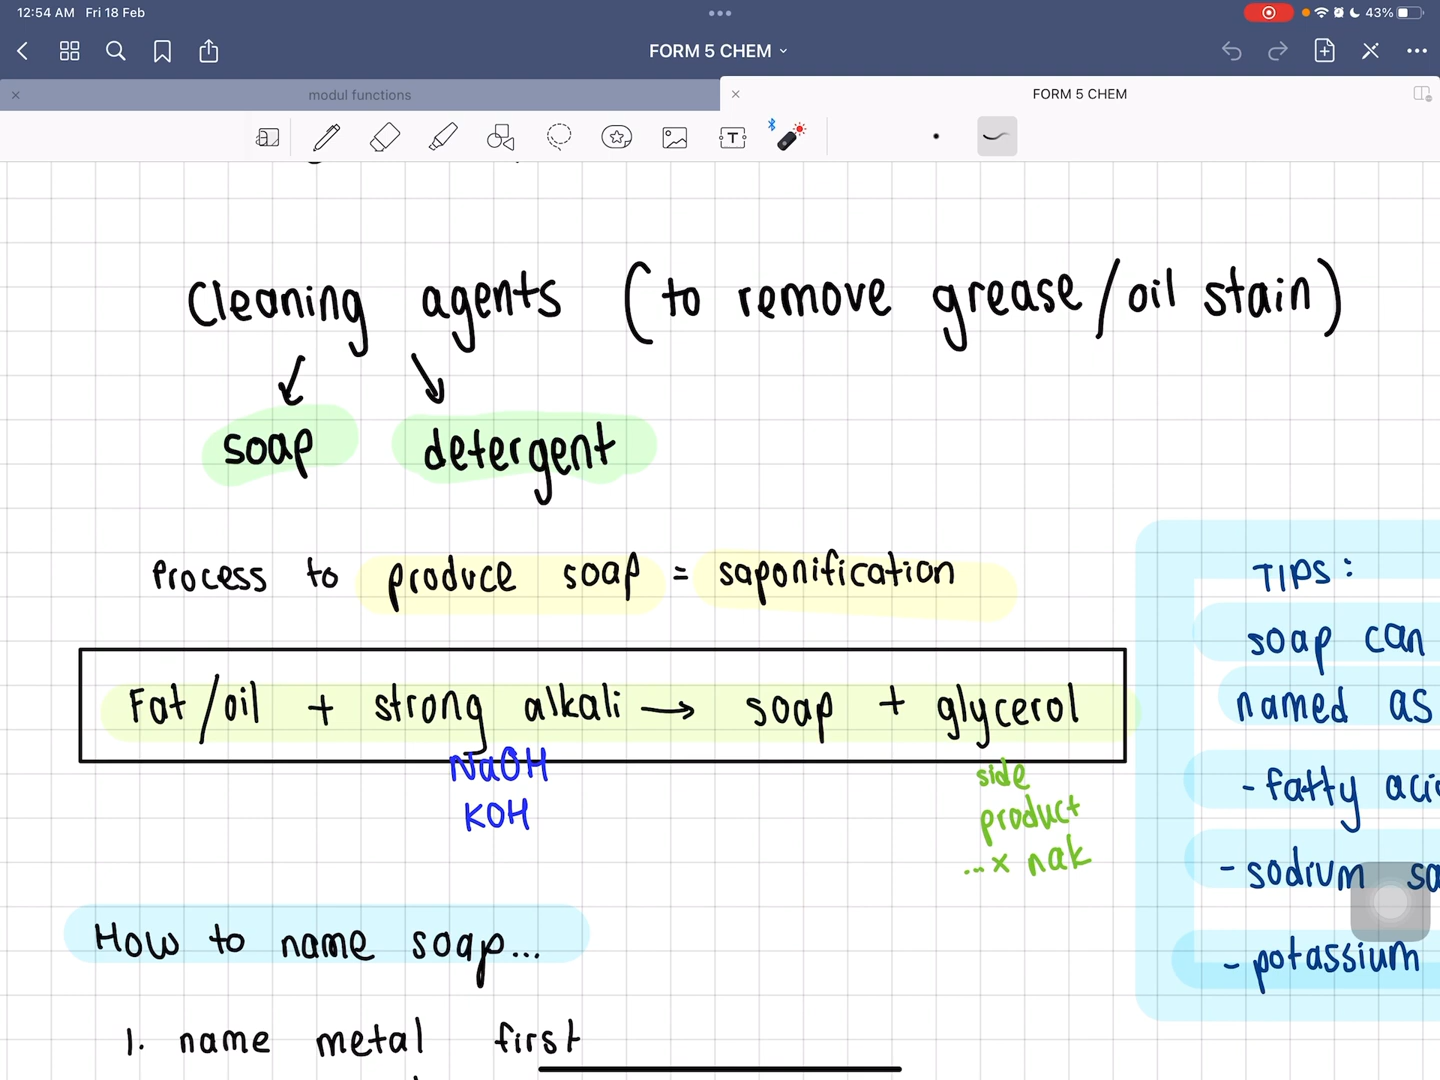 12:54 AM Fri 18 Feb
43%
FORM 5 CHEM
modul functions
FORM 5 CHEM
Cleaning agents (to remove grease/oil stain)
soap detergent
Process to produce soap = saponification
Fat/oil + strong alkali → soap + glycerol
NaOH
KOH
side
product
...x nak
TIPS:
soap can
named as
- fatty aci
- sodium so
- potassium
How to name soap...
1. name metal first